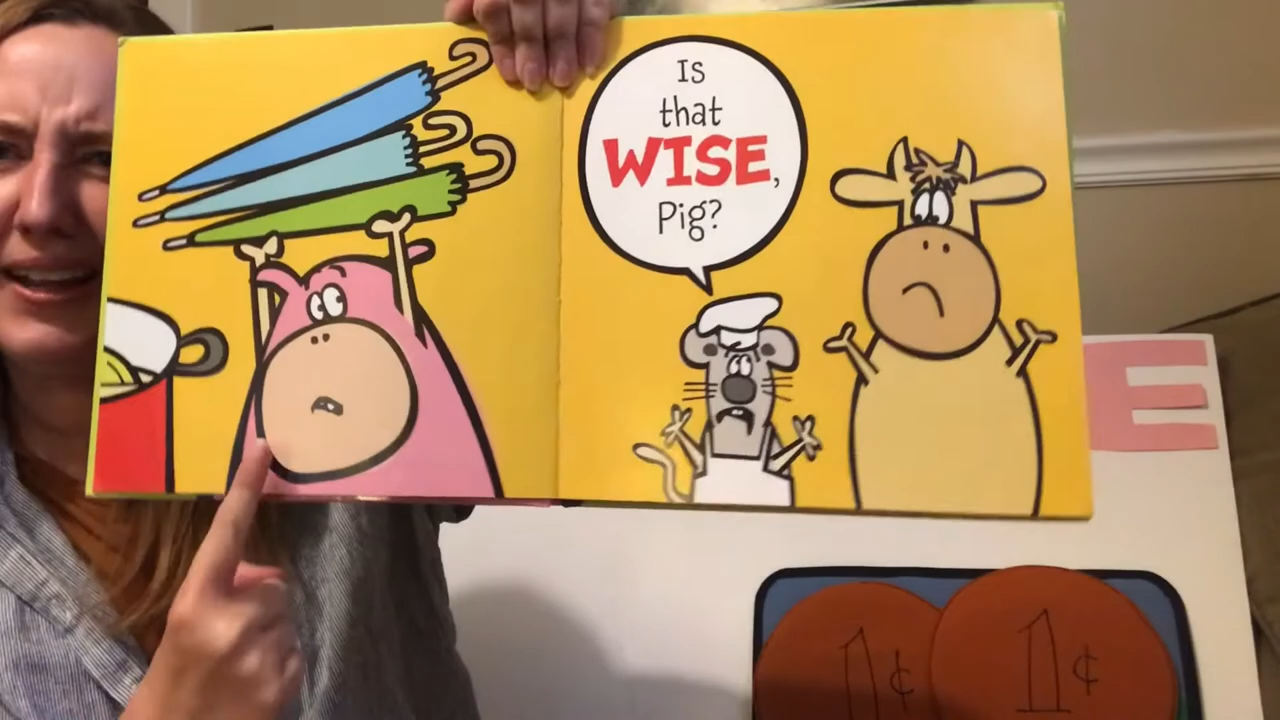 Is
that
WISE,
Pig?
E
1¢
1¢